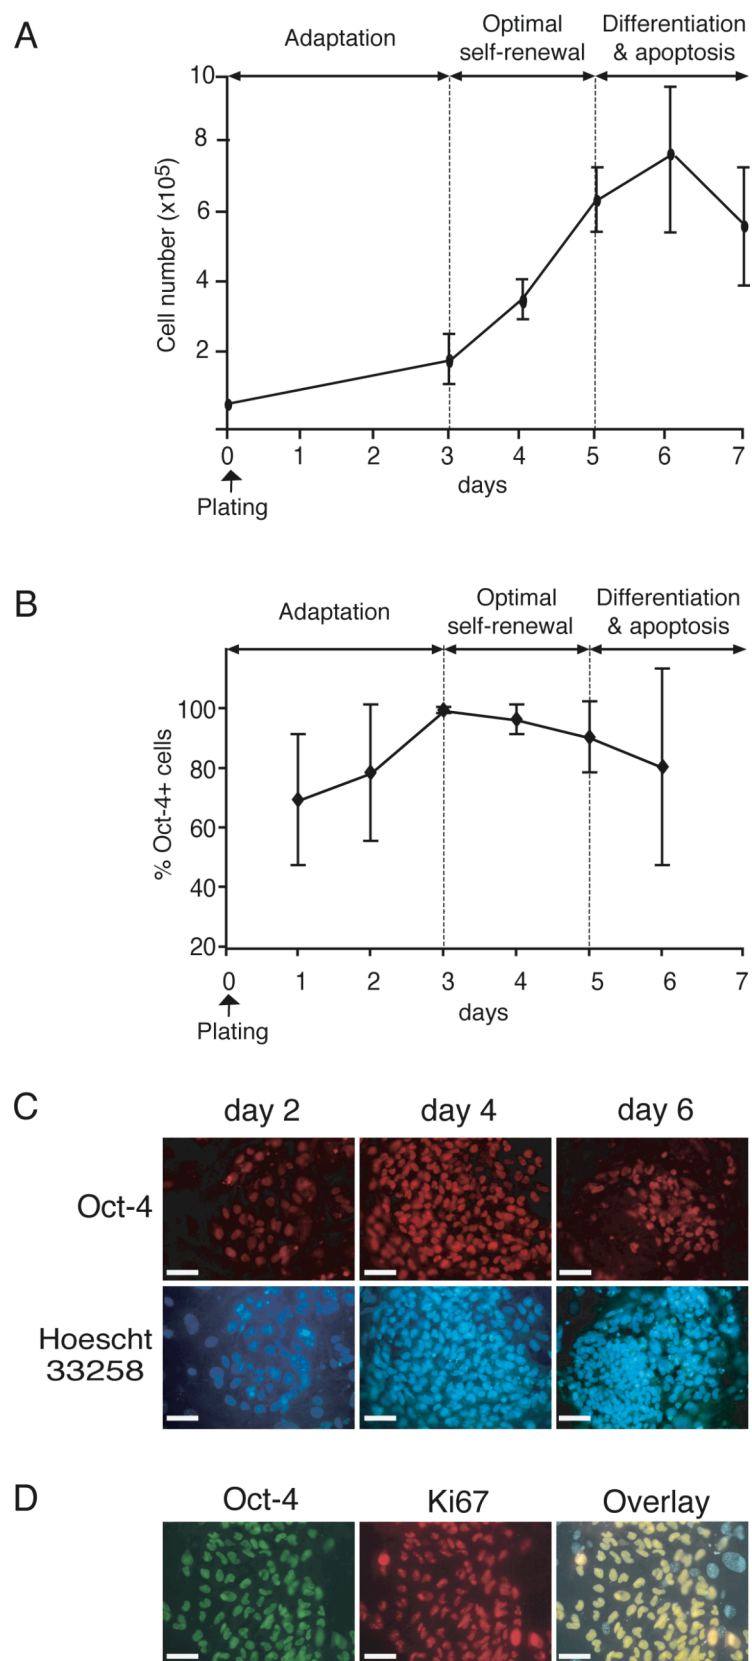 A
Adaptation
Optimal
self-renewal
Differentiation
& apoptosis
Cell number (x10⁵)
10
8
6
4
2
0 1 2 3 4 5 6 7
days
Plating
B
Adaptation
Optimal
self-renewal
Differentiation
& apoptosis
% Oct-4+ cells
100
80
60
40
20
0 1 2 3 4 5 6 7
days
Plating
C
day 2 day 4 day 6
Oct-4
Hoescht
33258
D
Oct-4 Ki67 Overlay